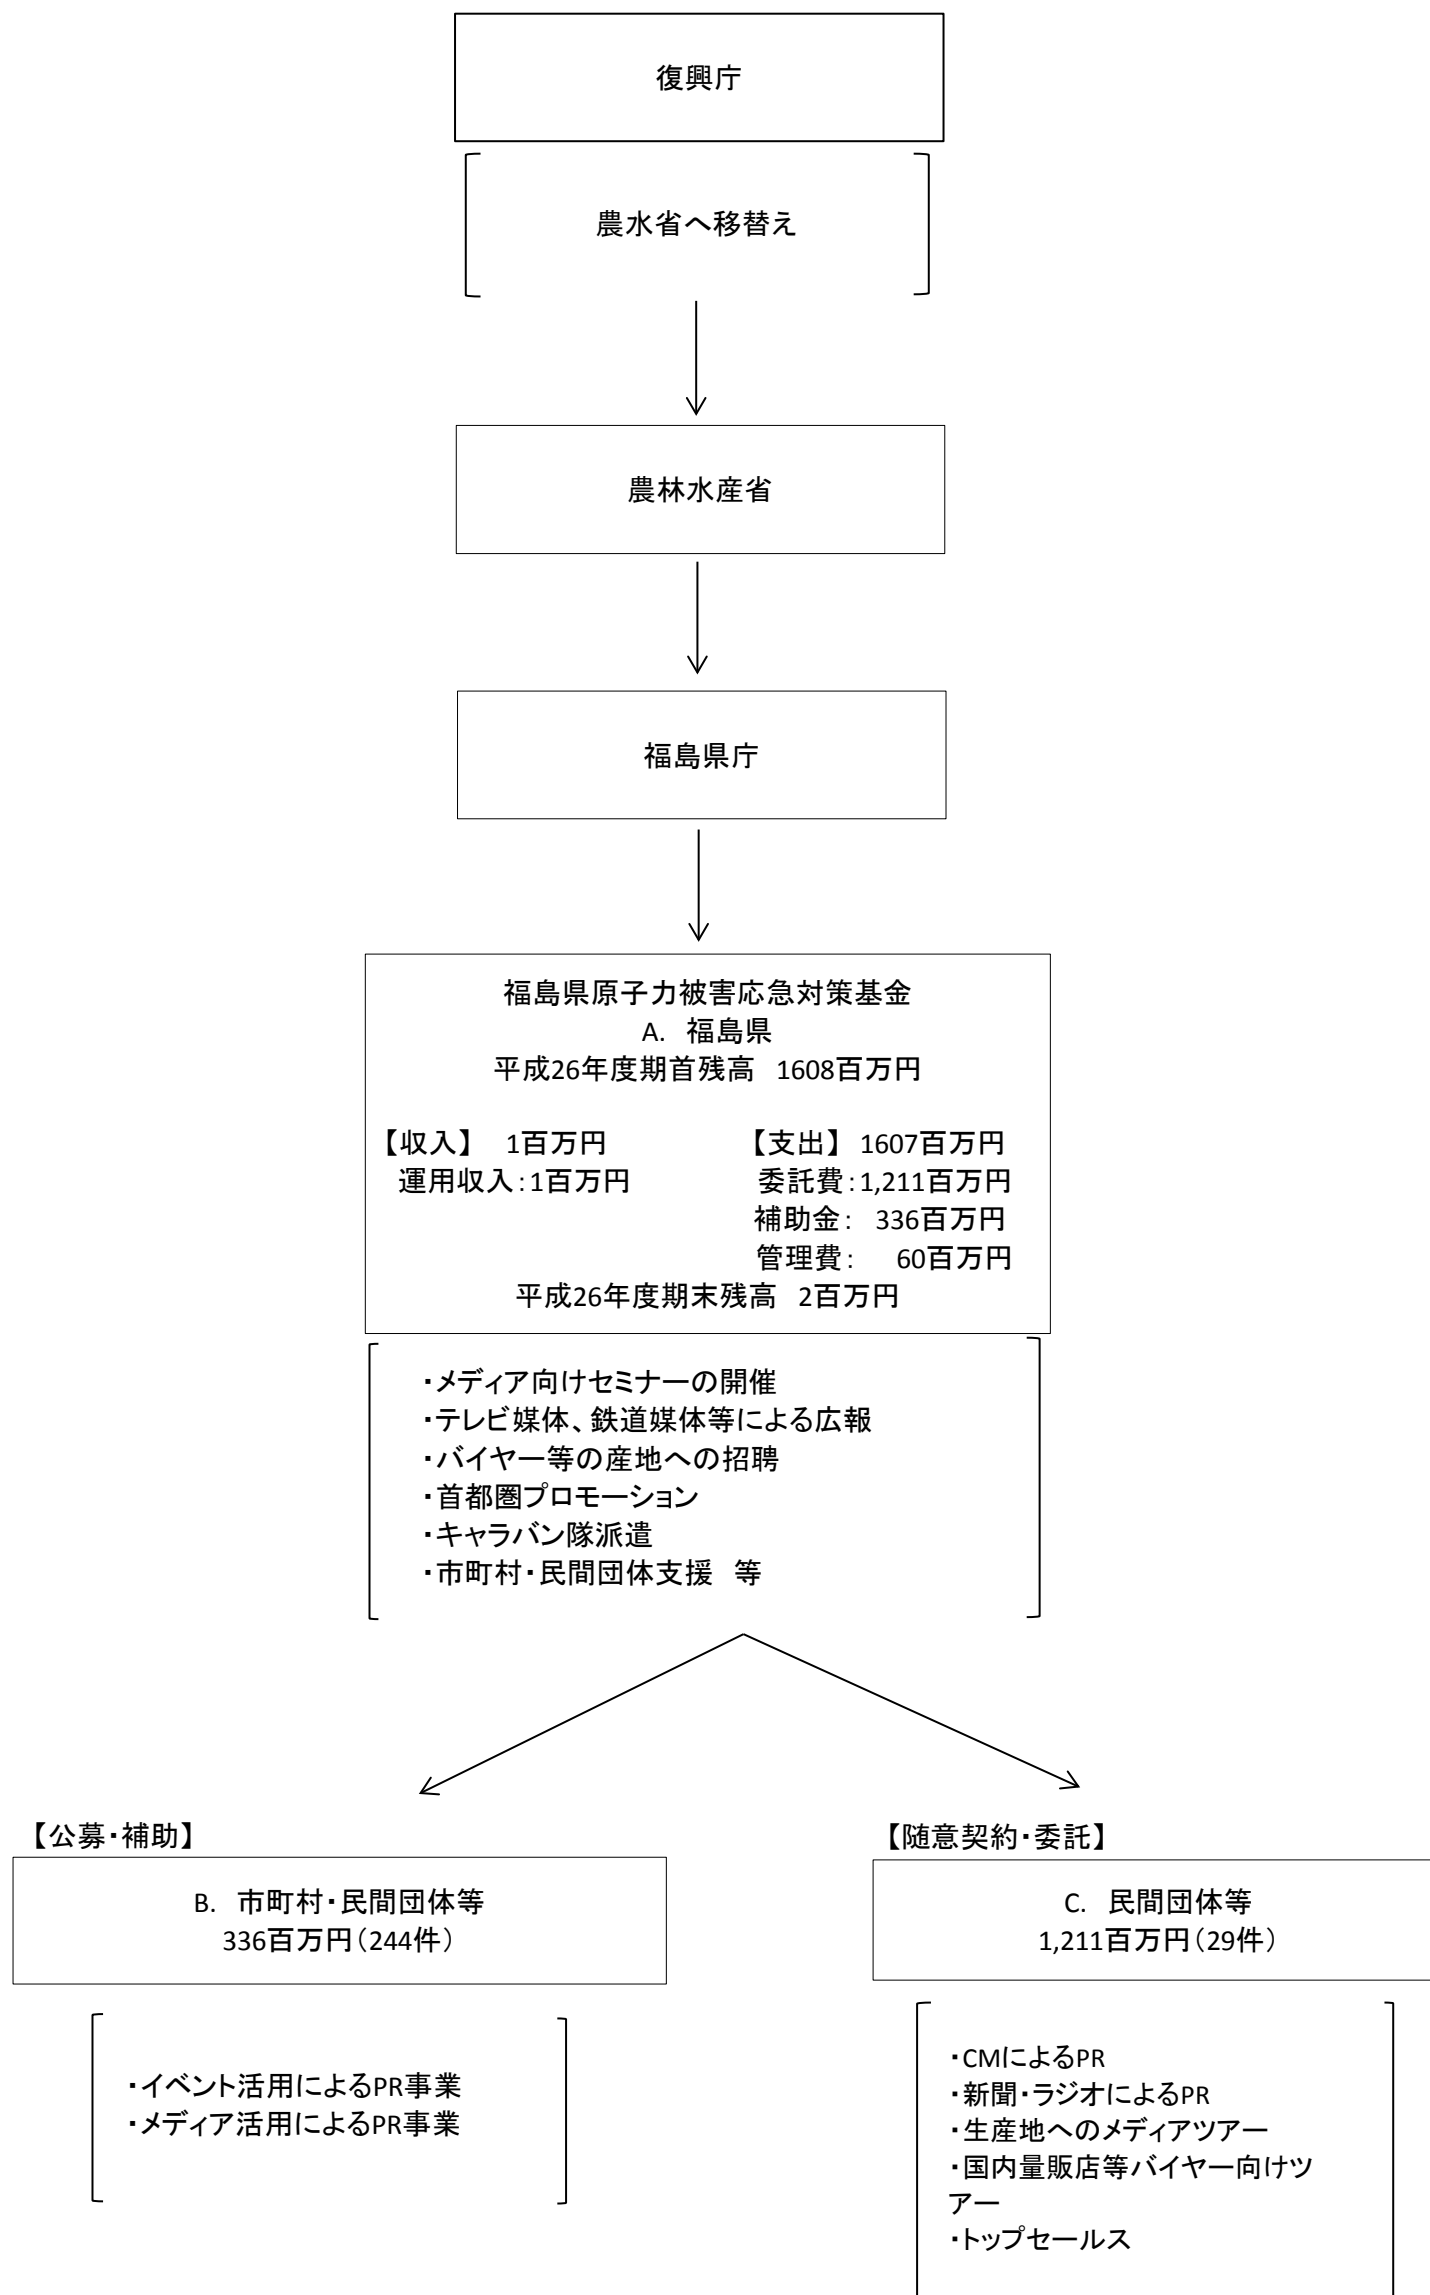 復興庁
農水省へ移替え
農林水産省
福島県庁
福島県原子力被害応急対策基金
A. 福島県
平成26年度期首残高 1608百万円
【収入】 1百万円 【支出】 1607百万円
運用収入:1百万円 委託費:1,211百万円
補助金: 336百万円
管理費: 60百万円
平成26年度期末残高 2百万円
・メディア向けセミナーの開催
・テレビ媒体、鉄道媒体等による広報
・バイヤー等の産地への招聘
・首都圏プロモーション
・キャラバン隊派遣
・市町村・民間団体支援 等
【公募・補助】
B. 市町村・民間団体等
336百万円(244件)
・イベント活用によるPR事業
・メディア活用によるPR事業
【随意契約・委託】
C. 民間団体等
1,211百万円(29件)
・CMによるPR
・新聞・ラジオによるPR
・生産地へのメディアツアー
・国内量販店等バイヤー向けツ
アー
・トップセールス